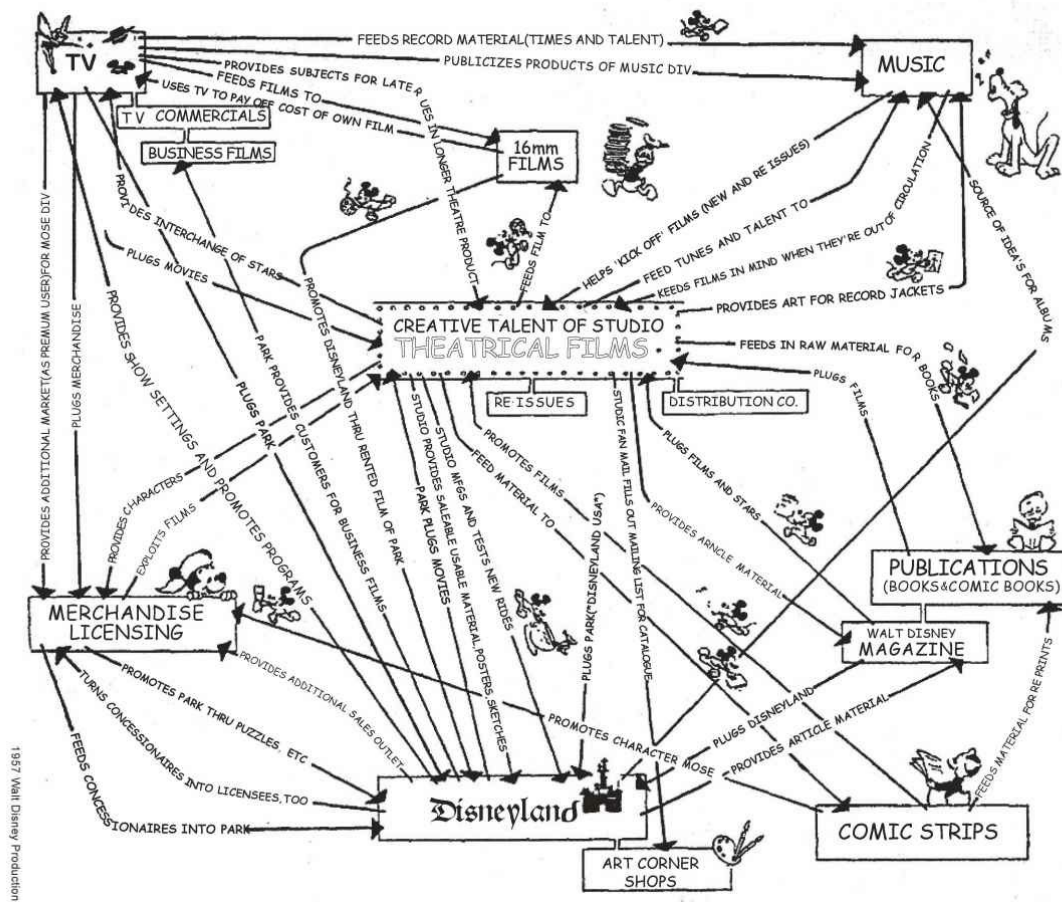 TV
FEEDS RECORD MATERIAL(TIMES AND TALENT)
PUBLICIZES PRODUCTS OF MUSIC DIV
MUSIC
PROVIDES SUBJECTS FOR LATE R UES IN LONGER THEATRE PRODUCT
FEEDS FILMS TO
USES TV TO PAY OFF COST OF OWN FILM
TV COMMERCIALS
BUSINESS FILMS
16mm
FILMS
PROVIDES INTERCHANGE OF STARS
PLUGS MOVIES
FEEDS FILM TO
HELPS 'KICK OFF' FILMS (NEW AND RE ISSUES)
FEED TUNES AND TALENT TO
KEEDS FILMS IN MIND WHEN THEY'RE OUT OF CIRCULATION
PROVIDES ART FOR RECORD JACKETS
SOURCE OF IDEA'S FOR ALBUMS
PROVIDES ADDITIONAL MARKET(AS PREMIUM USER)FOR MOSE DIV
PLUGS MERCHANDISE
PROVIDES SHOW SETTINGS AND PROMOTES PROGRAMS
PLUGS PARK
PARK PROVIDES CUSTOMERS FOR BUSINESS FILMS
PROMOTES DISNEYLAND THRU RENTED FILM OF PARK
CREATIVE TALENT OF STUDIO
THEATRICAL FILMS
RE-ISSUES
DISTRIBUTION CO.
FEEDS IN RAW MATERIAL FO R BOOKS
PLUGS FILMS
PROVIDES CHARACTERS
EXPLOITS FILMS
PARK PLUGS MOVIES
STUDIO PROVIDES SALEABLE USEABLE MATERIAL,POSTERS,SKETCHES
STUDIO MFGS AND TESTS NEW RIDES
FEED MATERIAL TO
PROMOTES FILMS
PLUGS PARK("DISNEYLAND USA")
STUDIC FAN MAIL FILLS OUT MAILING LIST FOR CATALOGUE
PROVIDES ARNCLE MATERIAL
PLUGS FILMS AND STARS
PUBLICATIONS
(BOOKS&COMIC BOOKS)
WALT DISNEY
MAGAZINE
MERCHANDISE
LICENSING
PROVIDES ADDITIONAL SALES OUTLET
PROMOTES PARK THRU PUZZLES, ETC
TURNS CONCESSIONAIRES INTO LICENSEES,TOO
FEEDS CONCESSIONAIRES INTO PARK
PROMOTES CHARACTER MOSE
PLUGS DISNEYLAND
PROVIDES ARTICLE MATERIAL
FEEDS MATERIAL FOR RE PRINTS
Disneyland
ART CORNER
SHOPS
COMIC STRIPS
1957 Walt Disney Production